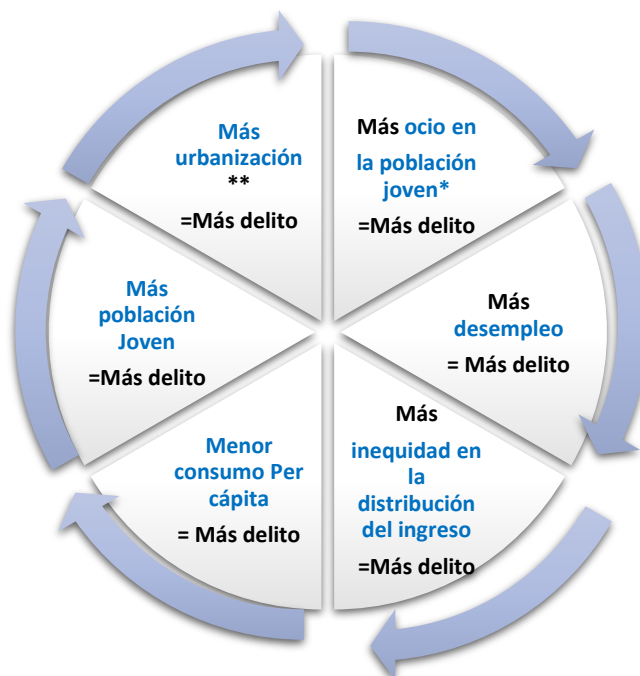 Más ocio en
la población
joven*
=Más delito
Más
desempleo
= Más delito
Más
inequidad en
la
distribución
del ingreso
=Más delito
Menor
consumo Per
cápita
= Más delito
Más
población
Joven
=Más delito
Más
urbanización
**
=Más delito